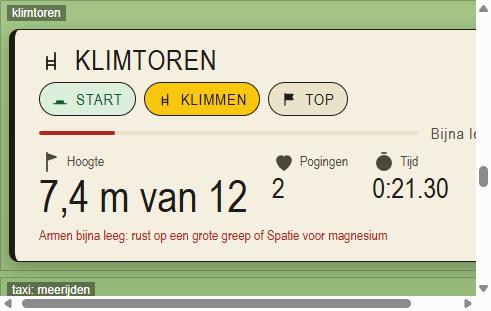 klimtoren
KLIMTOREN
START KLIMMEN TOP
Bijna
Hoogte Pogingen Tijd
7,4 m van 12 2 0:21.30
Armen bijna leeg: rust op een grote greep of Spatie voor magnesium
taxi: meerijden